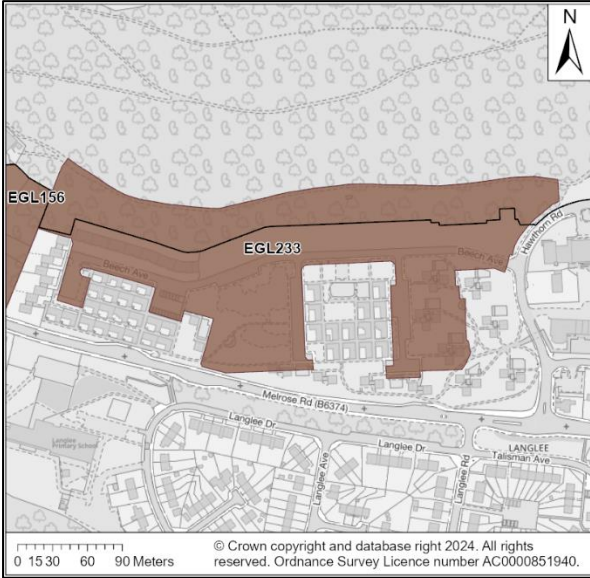 N
EGL156
EGL233
Beech Ave
Beech Ave
Hawthorn Rd
Melrose Rd (B6374)
Langlee Dr
Langlee Dr
LANGLEE
Talisman Ave
Langlee
Primary School
Langlee Ave
Langlee Rd
0 15 30 60 90 Meters
© Crown copyright and database right 2024. All rights
reserved. Ordnance Survey Licence number AC0000851940.